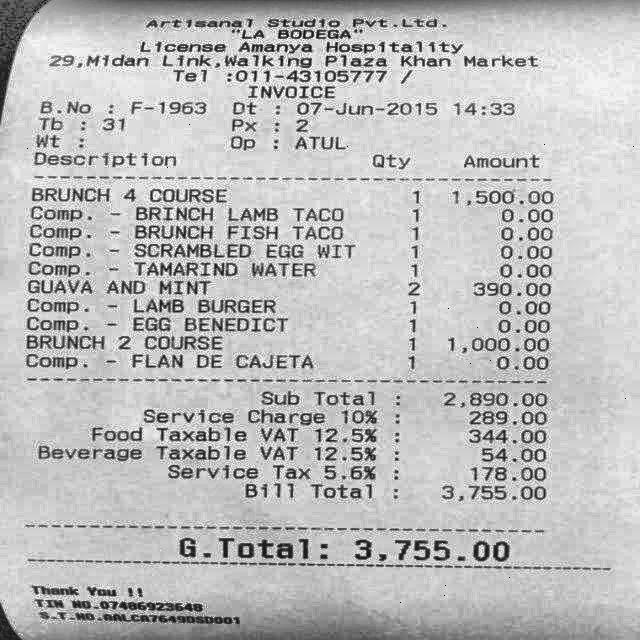 Artisanal Studio Pvt.Ltd.
"LA BODEGA"
License Amanya Hospitality
29,Midan Link,Walking Plaza Khan Market
Tel :011-43105777 /
INVOICE
B.No : F-1963 Dt : 07-Jun-2015 14:33
Tb : 31 Px : 2
Wt : Op : ATUL
Description Qty Amount
BRUNCH 4 COURSE 1 1,500.00
Comp. - BRINCH LAMB TACO 1 0.00
Comp. - BRUNCH FISH TACO 1 0.00
Comp. - SCRAMBLED EGG WIT 1 0.00
Comp. - TAMARIND WATER 1 0.00
GUAVA AND MINT 2 390.00
Comp. - LAMB BURGER 1 0.00
Comp. - EGG BENEDICT 1 0.00
BRUNCH 2 COURSE 1 1,000.00
Comp. - FLAN DE CAJETA 1 0.00
Sub Total : 2,890.00
Service Charge 10% : 289.00
Food Taxable VAT 12.5% : 344.00
Beverage Taxable VAT 12.5% : 54.00
Service Tax 5.6% : 178.00
Bill Total : 3,755.00
G.Total: 3,755.00
Thank You !!
TIN NO.07406923648
S.T.NO.